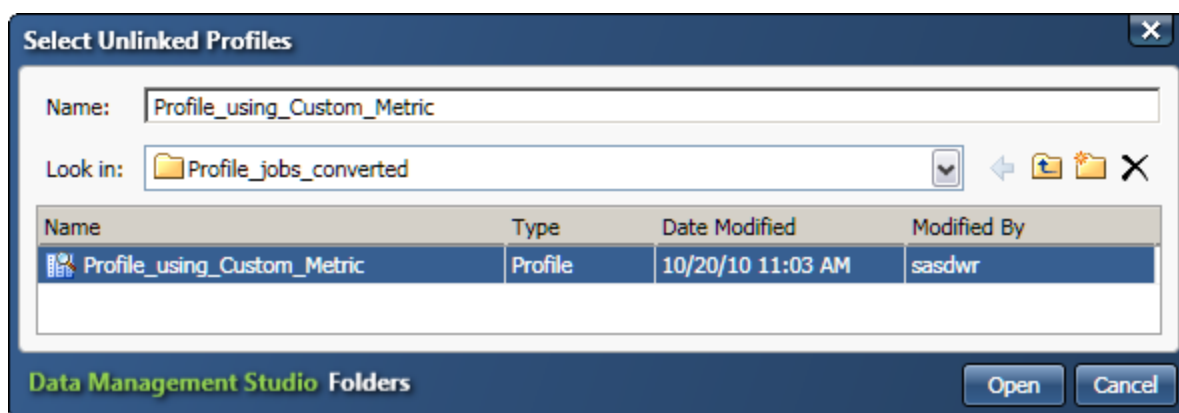 Select Unlinked Profiles
Name: Profile_using_Custom_Metric
Look in: Profile_jobs_converted
Name Type Date Modified Modified By
Profile_using_Custom_Metric Profile 10/20/10 11:03 AM sasdwr
Data Management Studio Folders Open Cancel